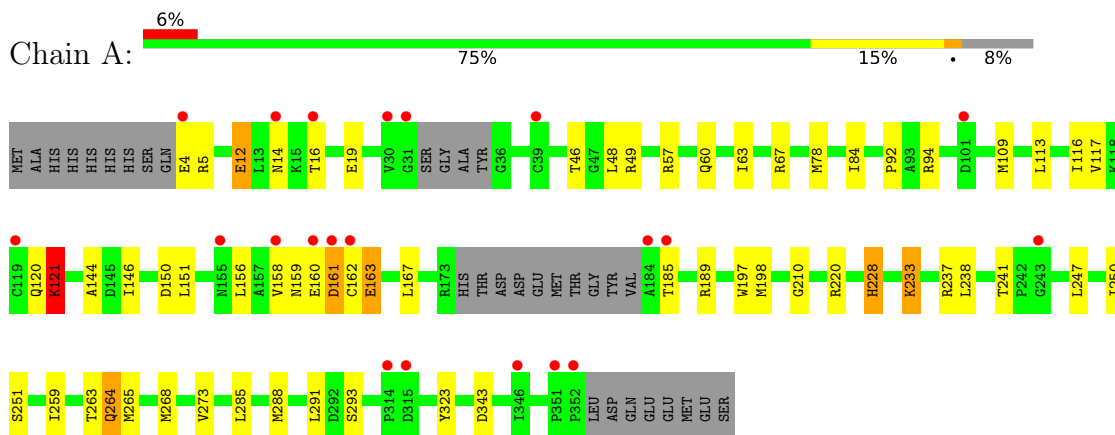 6%
Chain A:
75% 15% • 8%
MET ALA HIS HIS HIS HIS HIS HIS SER GLN E4 R5 E12 L13 N14 K15 T16 E19 V30 G31 SER GLY ALA TYR G36 C39 T46 G47 L48 R49 R57 Q60 I63 R67 M78 I84 P92 A93 R94 D101 M109 L113 I116 V117 K118
C119 Q120 K121 A144 D145 I146 D150 L151 N155 L156 A157 V158 N159 E160 D161 C162 E163 L167 R173 HIS THR ASP ASP GLU MET THR GLY TYR VAL A184 T185 R189 W197 M198 G210 R220 H228 K233 R237 L238 T241 P242 G243 L247 I250
S251 I259 T263 Q264 M265 M268 V273 L285 M288 L291 D292 S293 P314 D315 Y323 D343 I346 P351 P352 LEU ASP GLN GLU GLU MET GLU SER